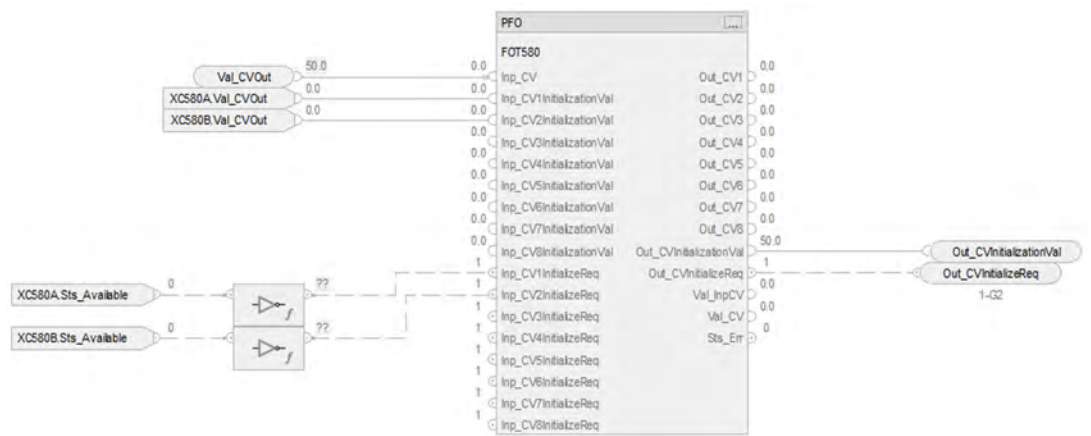 PFO
...
FOT580
Val_CVOut 50.0 0.0 Inp_CV Out_CV1 0.0
XC580A.Val_CVOut 0.0 0.0 Inp_CV1InitializationVal Out_CV2 0.0
XC580B.Val_CVOut 0.0 0.0 Inp_CV2InitializationVal Out_CV3 0.0
0.0 Inp_CV3InitializationVal Out_CV4 0.0
0.0 Inp_CV4InitializationVal Out_CV5 0.0
0.0 Inp_CV5InitializationVal Out_CV6 0.0
0.0 Inp_CV6InitializationVal Out_CV7 0.0
0.0 Inp_CV7InitializationVal Out_CV8 0.0
0.0 Inp_CV8InitializationVal Out_CVInitializationVal 50.0 Out_CVInitializationVal
1 Inp_CV1InitializeReq Out_CVInitializeReq 1 Out_CVInitializeReq
1-G2
XC580A.Sts_Available 0 f ?? 1 Inp_CV2InitializeReq Val_InpCV 0.0
1 Inp_CV3InitializeReq Val_CV 0.0
XC580B.Sts_Available 0 f ?? 1 Inp_CV4InitializeReq Sts_Err 0
1 Inp_CV5InitializeReq
1 Inp_CV6InitializeReq
1 Inp_CV7InitializeReq
1 Inp_CV8InitializeReq